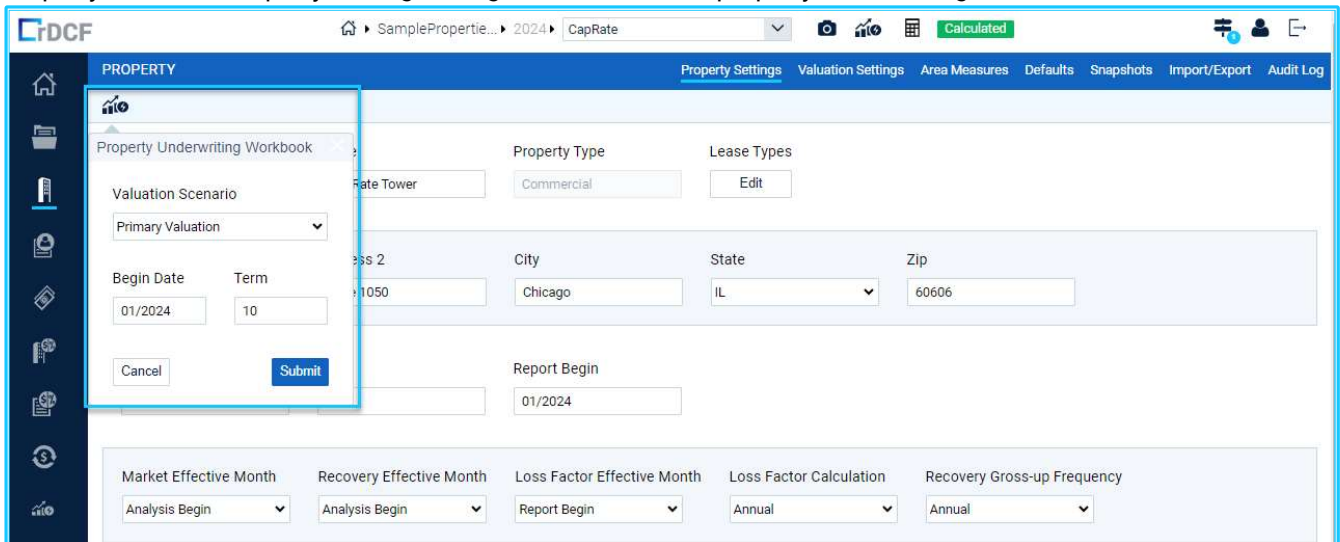 CrDCF
SamplePropertie... 2024 CapRate Calculated 1
PROPERTY Property Settings Valuation Settings Area Measures Defaults Snapshots Import/Export Audit Log
Property Underwriting Workbook
Property Type Lease Types
Rate Tower Commercial Edit
Valuation Scenario
Primary Valuation
ess 2 City State Zip
1050 Chicago IL 60606
Begin Date Term
01/2024 10
Cancel Submit
Report Begin
01/2024
Market Effective Month Recovery Effective Month Loss Factor Effective Month Loss Factor Calculation Recovery Gross-up Frequency
Analysis Begin Analysis Begin Report Begin Annual Annual